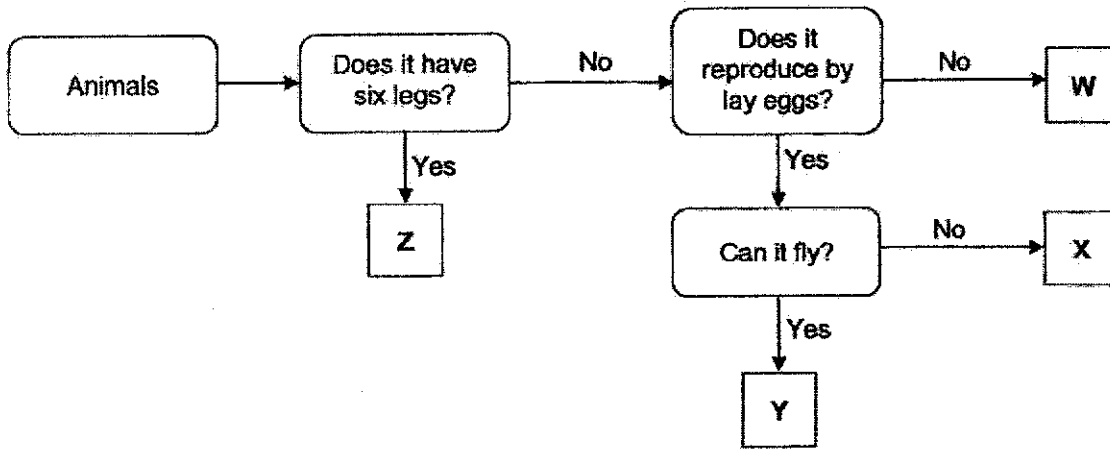 Animals
Does it have
six legs?
No
Does it
reproduce by
lay eggs?
No
W
Yes
Z
Yes
Can it fly?
No
X
Yes
Y